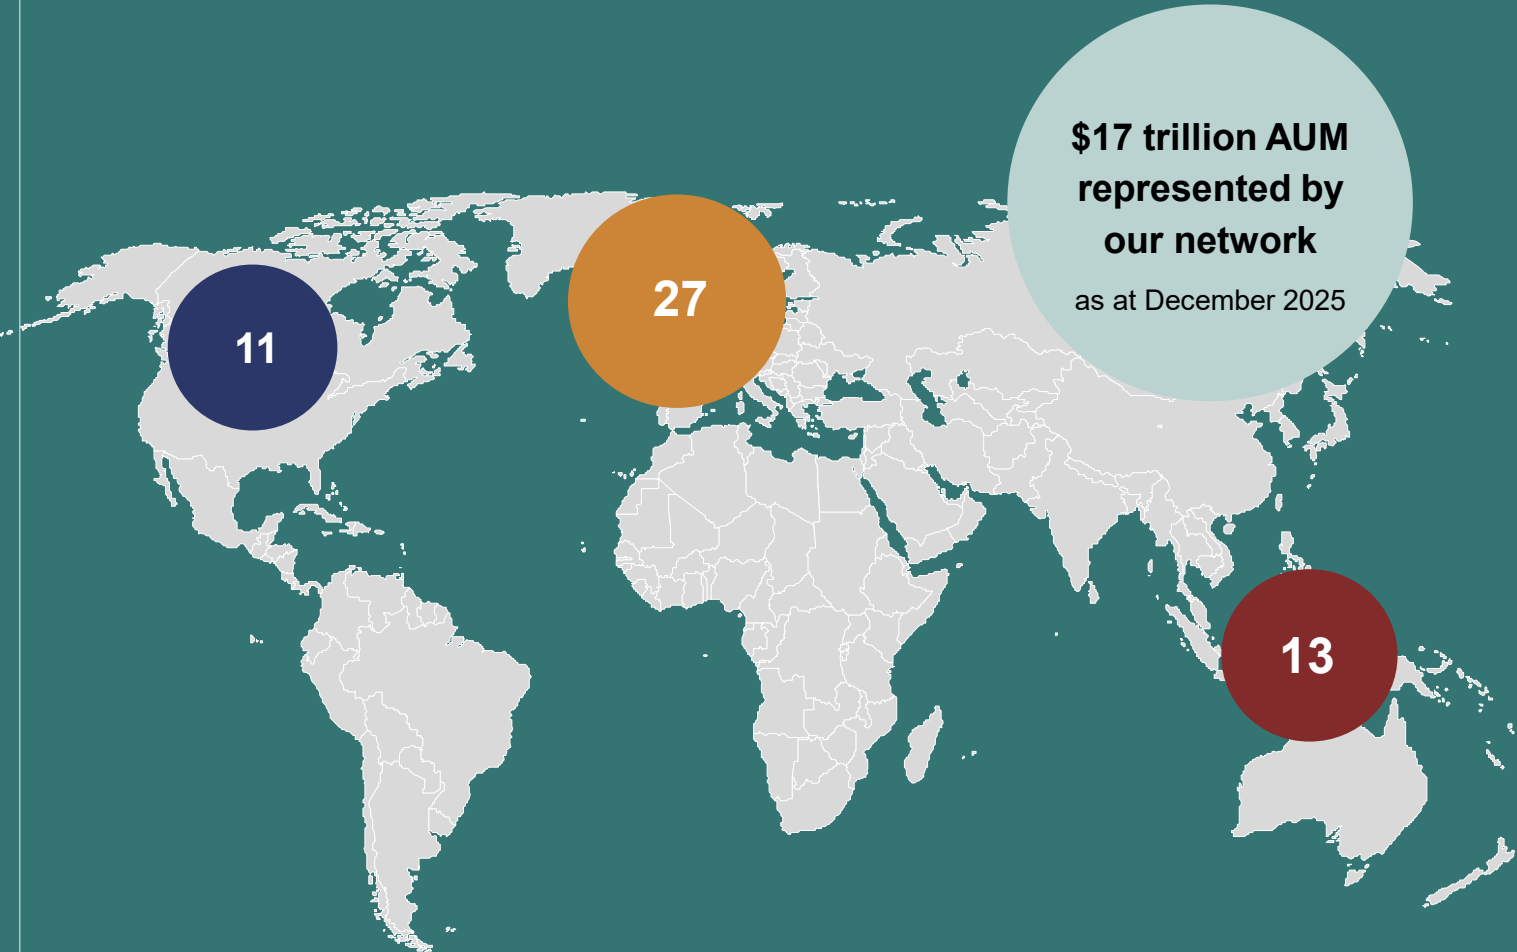 $17 trillion AUM
represented by
our network
as at December 2025
27
11
13